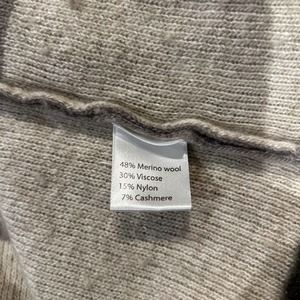 48% Merino wool
30% Viscose
15% Nylon
7% Cashmere